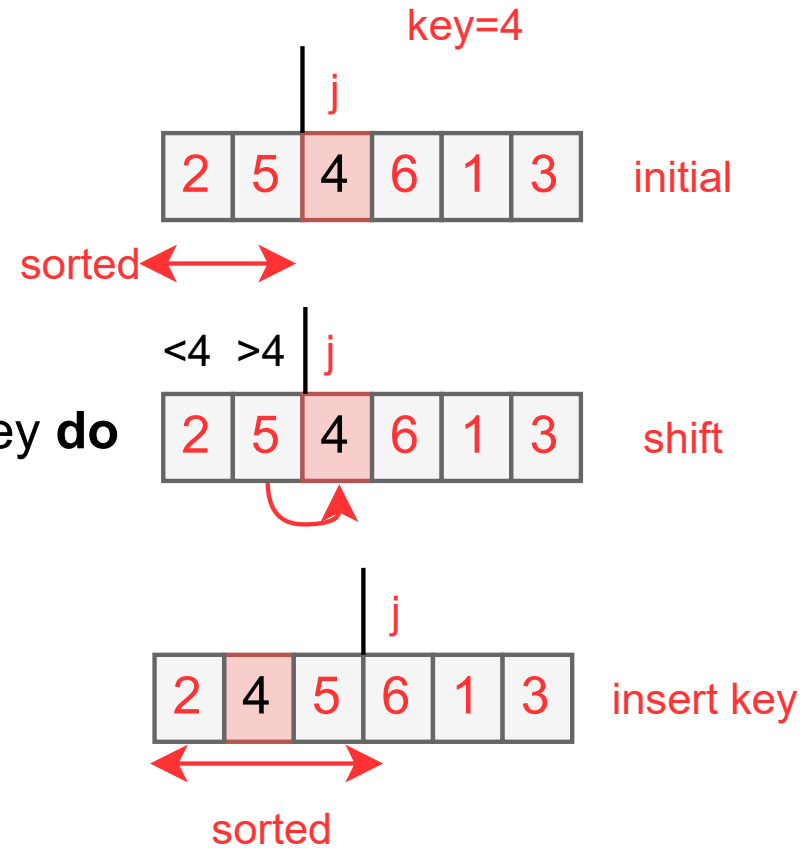 key=4
j
2 5 4 6 1 3 initial
sorted
<4 >4 j
ey do 2 5 4 6 1 3 shift
j
2 4 5 6 1 3 insert key
sorted